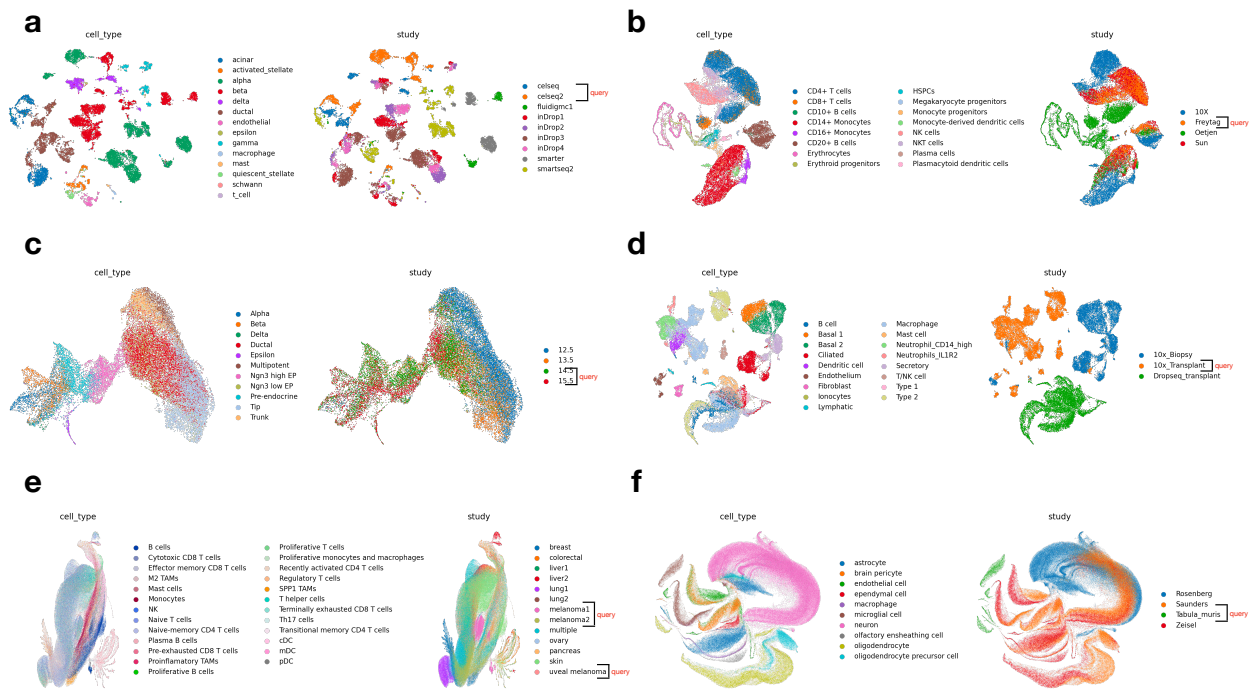 a
cell_type
acinar
activated_stellate
alpha
beta
delta
ductal
endothelial
epsilon
gamma
macrophage
mast
quiescent_stellate
schwann
t_cell
study
celseq
celseq2
fluidigmc1
inDrop1
inDrop2
inDrop3
inDrop4
smarter
smartseq2
query
b
cell_type
CD4+ T cells
CD8+ T cells
CD10+ B cells
CD14+ Monocytes
CD16+ Monocytes
CD20+ B cells
Erythrocytes
Erythroid progenitors
HSPCs
Megakaryocyte progenitors
Monocyte progenitors
Monocyte-derived dendritic cells
NK cells
NKT cells
Plasma cells
Plasmacytoid dendritic cells
study
10X
Freytag
Oetjen
Sun
query
c
cell_type
Alpha
Beta
Delta
Ductal
Epsilon
Multipotent
Ngn3 high EP
Ngn3 low EP
Pre-endocrine
Tip
Trunk
study
12.5
13.5
14.5
15.5
query
d
cell_type
B cell
Basal 1
Basal 2
Ciliated
Dendritic cell
Endothelium
Fibroblast
Ionocytes
Lymphatic
Macrophage
Mast cell
Neutrophil_CD14_high
Neutrophils_IL1R2
Secretory
T/NK cell
Type 1
Type 2
study
10x_Biopsy
10x_Transplant
Dropseq_transplant
query
e
cell_type
B cells
Cytotoxic CD8 T cells
Effector memory CD8 T cells
M2 TAMs
Mast cells
Monocytes
NK
Naive T cells
Naive-memory CD4 T cells
Plasma B cells
Pre-exhausted CD8 T cells
Proinflamatory TAMs
Proliferative B cells
Proliferative T cells
Proliferative monocytes and macrophages
Recently activated CD4 T cells
Regulatory T cells
SPP1 TAMs
T helper cells
Terminally exhausted CD8 T cells
Th17 cells
Transitional memory CD4 T cells
cDC
mDC
pDC
study
breast
colorectal
liver1
liver2
lung1
lung2
melanoma1
melanoma2
multiple
ovary
pancreas
skin
uveal melanoma
query
query
f
cell_type
astrocyte
brain pericyte
endothelial cell
ependymal cell
macrophage
microglial cell
neuron
olfactory ensheathing cell
oligodendrocyte
oligodendrocyte precursor cell
study
Rosenberg
Saunders
Tabula_muris
Zeisel
query